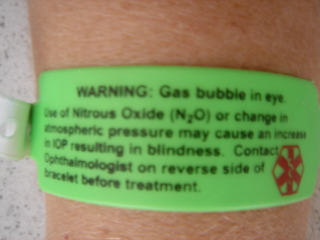 WARNING: Gas bubble in eye.
Use of Nitrous Oxide (N₂O) or change in
atmospheric pressure may cause an increase
in IOP resulting in blindness. Contact
Ophthalmologist on reverse side of
bracelet before treatment.